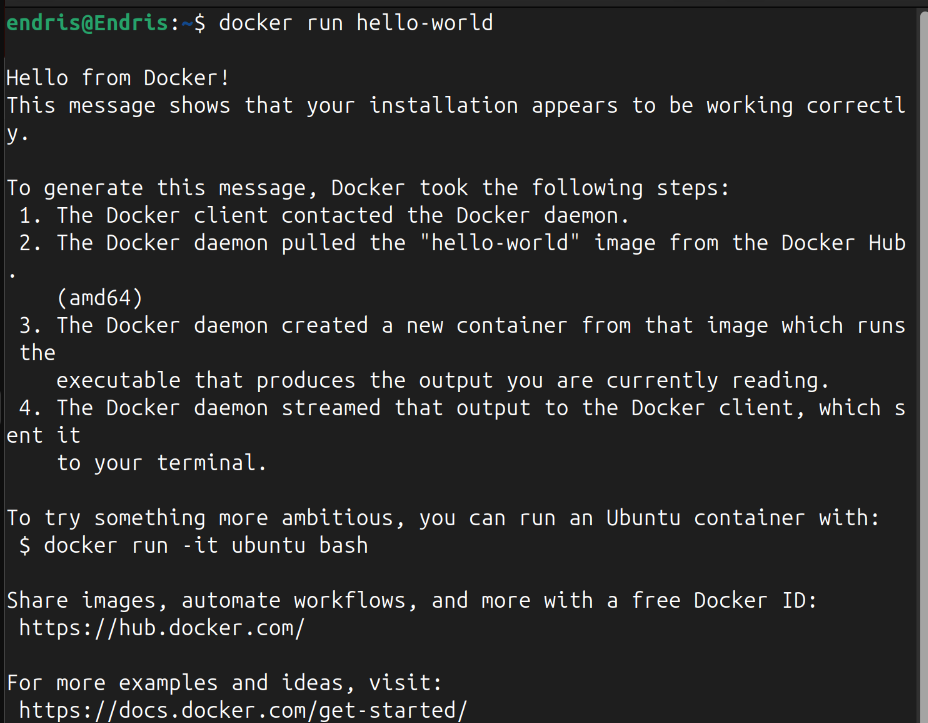 endris@Endris:~$ docker run hello-world
Hello from Docker!
This message shows that your installation appears to be working correctl
y.
To generate this message, Docker took the following steps:
 1. The Docker client contacted the Docker daemon.
 2. The Docker daemon pulled the "hello-world" image from the Docker Hub
.
    (amd64)
 3. The Docker daemon created a new container from that image which runs
 the
    executable that produces the output you are currently reading.
 4. The Docker daemon streamed that output to the Docker client, which s
ent it
    to your terminal.
To try something more ambitious, you can run an Ubuntu container with:
 $ docker run -it ubuntu bash
Share images, automate workflows, and more with a free Docker ID:
 https://hub.docker.com/
For more examples and ideas, visit:
 https://docs.docker.com/get-started/